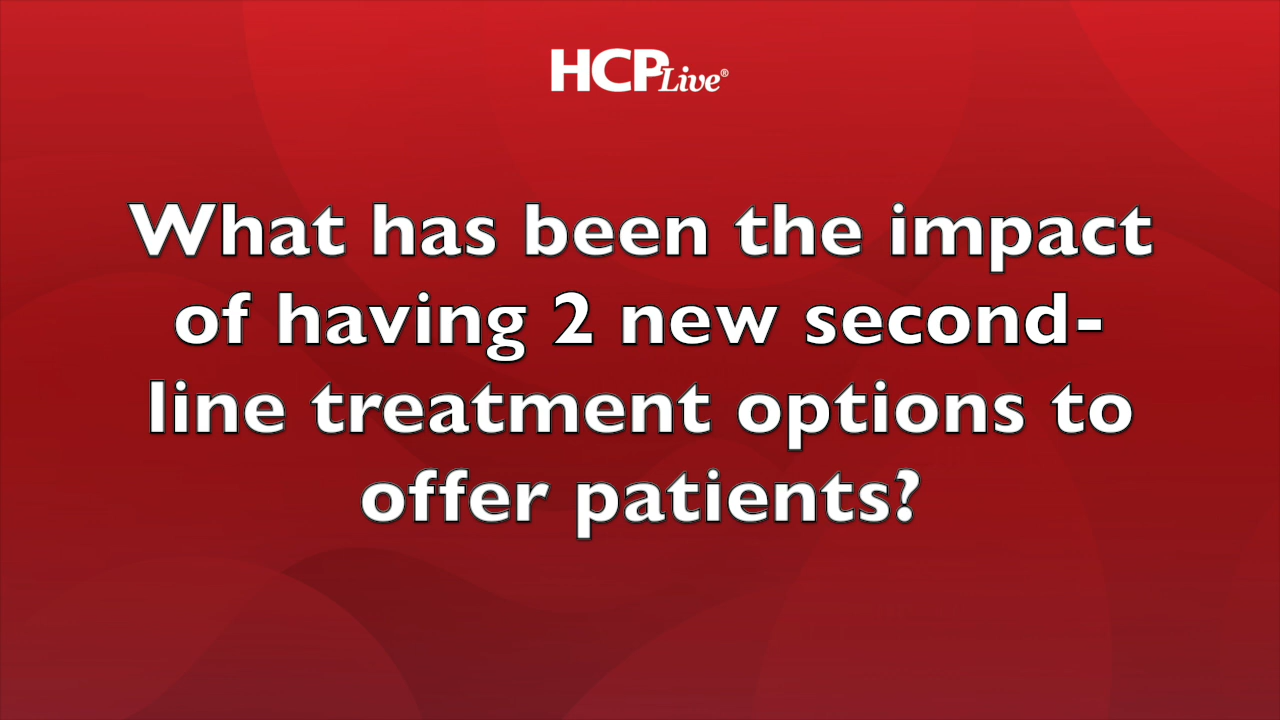 HCPLive®
What has been the impact
of having 2 new second-
line treatment options to
offer patients?